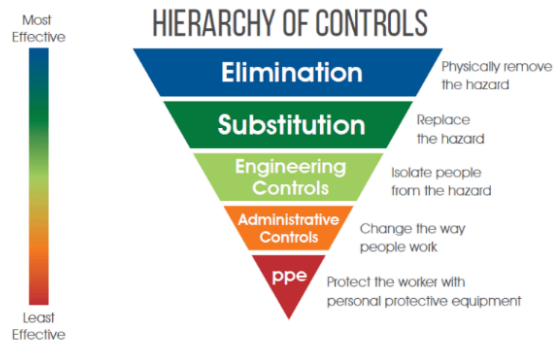 Most
Effective
HIERARCHY OF CONTROLS
Elimination
Physically remove
the hazard
Substitution
Replace
the hazard
Engineering
Controls
Isolate people
from the hazard
Administrative
Controls
Change the way
people work
ppe
Protect the worker with
personal protective equipment
Least
Effective